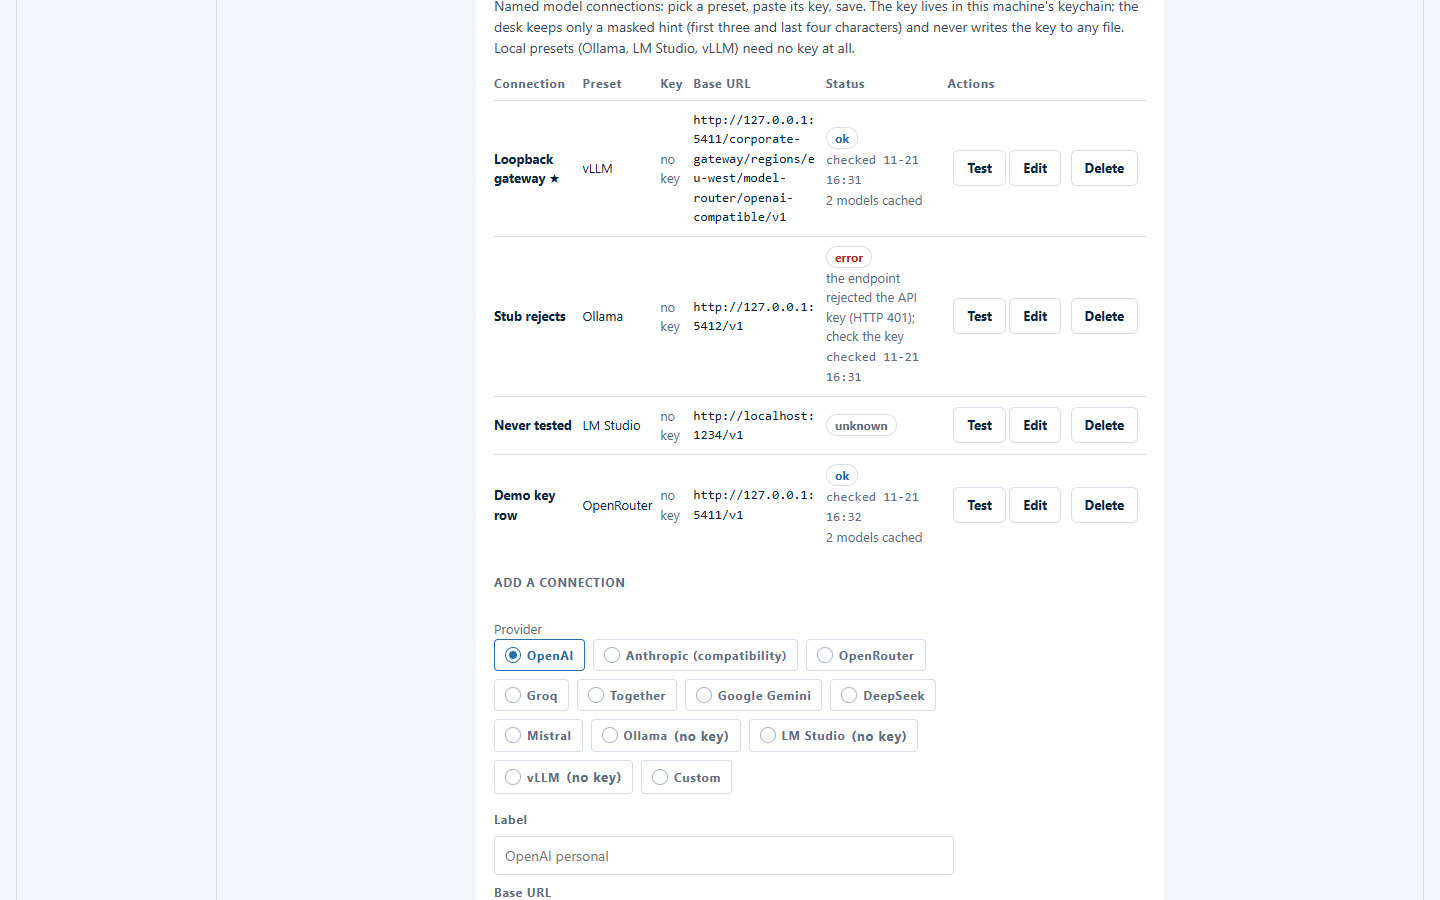 Named model connections: pick a preset, paste its key, save. The key lives in this machine's keychain; the
desk keeps only a masked hint (first three and last four characters) and never writes the key to any file.
Local presets (Ollama, LM Studio, vLLM) need no key at all.
Connection Preset Key Base URL Status Actions
Loopback
gateway ★
vLLM
no
key
http://127.0.0.1:
5411/corporate-
gateway/regions/e
u-west/model-
router/openai-
compatible/v1
ok
checked 11-21
16:31
2 models cached
Test Edit Delete
Stub rejects
Ollama
no
key
http://127.0.0.1:
5412/v1
error
the endpoint
rejected the API
key (HTTP 401);
check the key
checked 11-21
16:31
Test Edit Delete
Never tested
LM Studio
no
key
http://localhost:
1234/v1
unknown
Test Edit Delete
Demo key
row
OpenRouter
no
key
http://127.0.0.1:
5411/v1
ok
checked 11-21
16:32
2 models cached
Test Edit Delete
ADD A CONNECTION
Provider
OpenAI Anthropic (compatibility) OpenRouter
Groq Together Google Gemini DeepSeek
Mistral Ollama (no key) LM Studio (no key)
vLLM (no key) Custom
Label
OpenAI personal
Base URL